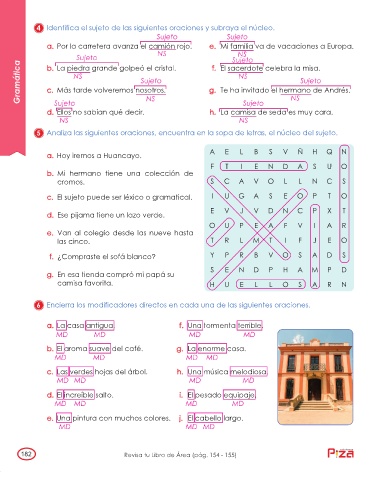 Gramática
4 Identifica el sujeto de las siguientes oraciones y subraya el núcleo.
Sujeto
a. Por la carretera avanza el camión rojo.
NS
Sujeto
b. La piedra grande golpeó el cristal.
NS
Sujeto
c. Más tarde volveremos nosotros.
NS
Sujeto
d. Ellos no sabían qué decir.
NS
Sujeto
e. Mi familia va de vacaciones a Europa.
NS
Sujeto
f. El sacerdote celebra la misa.
NS
Sujeto
g. Te ha invitado el hermano de Andrés.
NS
Sujeto
h. La camisa de seda es muy cara.
NS
5 Analiza las siguientes oraciones, encuentra en la sopa de letras, el núcleo del sujeto.
a. Hoy iremos a Huancayo.
b. Mi hermano tiene una colección de
cromos.
c. El sujeto puede ser léxico o gramatical.
d. Ese pijama tiene un lazo verde.
e. Van al colegio desde las nueve hasta
las cinco.
f. ¿Compraste el sofá blanco?
g. En esa tienda compró mi papá su
camisa favorita.
A E L B S V Ñ H Q N
F T I E N D A S U O
S C A V O L L N C S
I U G A S E O P T O
E V J V D N C P X T
O U P E A F V I A R
T R L M T I F J E O
Y P R B V O S A D S
S E N D P H A M P D
H U E L L O S A R N
6 Encierra los modificadores directos en cada una de las siguientes oraciones.
a. La casa antigua.
MD MD
b. El aroma suave del café.
MD MD
c. Las verdes hojas del árbol.
MD MD
d. El increíble salto.
MD MD
e. Una pintura con muchos colores.
MD
f. Una tormenta terrible.
MD MD
g. La enorme casa.
MD MD
h. Una música melodiosa.
MD MD
i. El pesado equipaje.
MD MD
j. El cabello largo.
MD MD
182
Revisa tu Libro de Área (pág. 154 - 155)